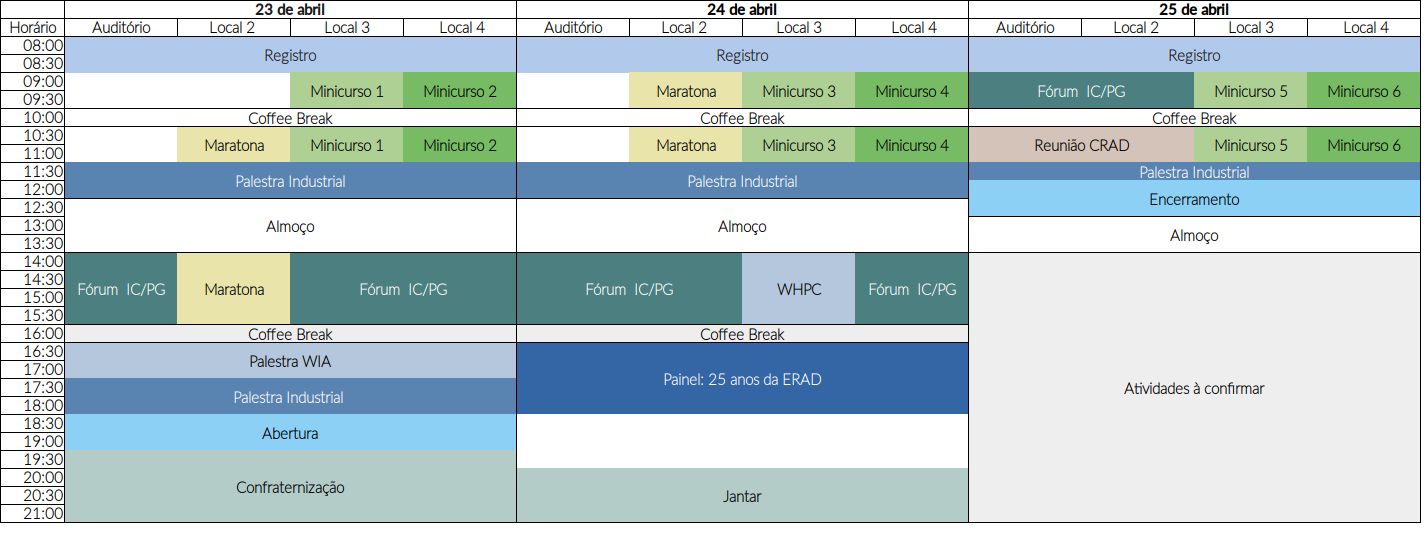 23 de abril 24 de abril 25 de abril
Horário Auditório Local 2 Local 3 Local 4 Auditório Local 2 Local 3 Local 4 Auditório Local 2 Local 3 Local 4
08:00
Registro Registro Registro
08:30
09:00
Minicurso 1 Minicurso 2 Maratona Minicurso 3 Minicurso 4 Fórum IC/PG Minicurso 5 Minicurso 6
09:30
10:00 Coffee Break Coffee Break Coffee Break
10:30
Maratona Minicurso 1 Minicurso 2 Maratona Minicurso 3 Minicurso 4 Reunião CRAD Minicurso 5 Minicurso 6
11:00
11:30 Palestra Industrial
Palestra Industrial Palestra Industrial
12:00
Encerramento
12:30
13:00 Almoço Almoço
Almoço
13:30
14:00
14:30
Fórum IC/PG Maratona Fórum IC/PG Fórum IC/PG WHPC Fórum IC/PG
15:00
15:30
16:00 Coffee Break Coffee Break
16:30
Palestra WIA
17:00
Painel: 25 anos da ERAD
17:30
Atividades à confirmar
Palestra Industrial
18:00
18:30
Abertura
19:00
19:30
20:00
Confraternização
20:30 Jantar
21:00